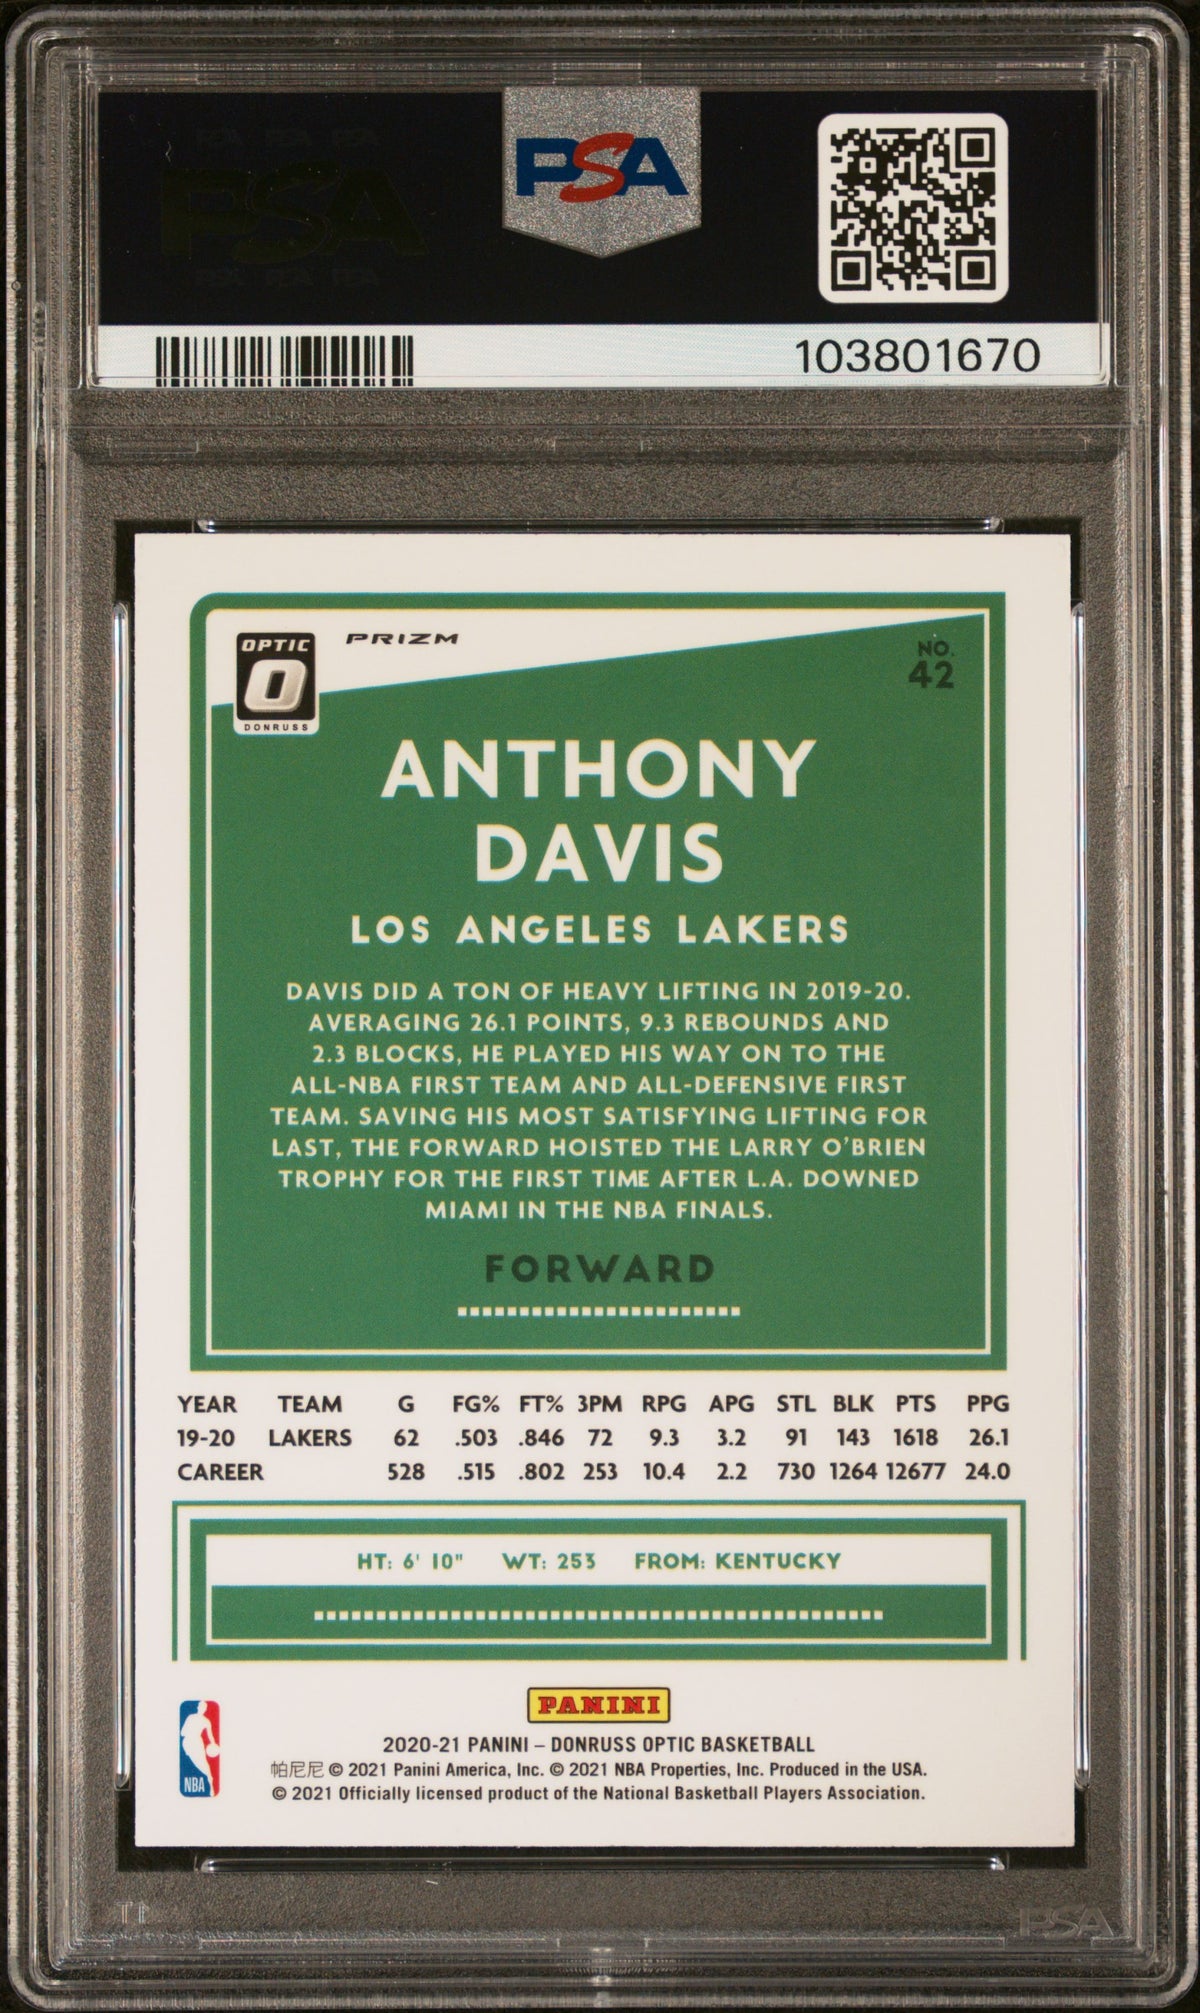 PSA
PSA
103801670
OPTIC
DONRUSS
PRIZM
NO.
42
ANTHONY
DAVIS
LOS ANGELES LAKERS
DAVIS DID A TON OF HEAVY LIFTING IN 2019-20.
AVERAGING 26.1 POINTS, 9.3 REBOUNDS AND
2.3 BLOCKS, HE PLAYED HIS WAY ON TO THE
ALL-NBA FIRST TEAM AND ALL-DEFENSIVE FIRST
TEAM. SAVING HIS MOST SATISFYING LIFTING FOR
LAST, THE FORWARD HOISTED THE LARRY O'BRIEN
TROPHY FOR THE FIRST TIME AFTER L.A. DOWNED
MIAMI IN THE NBA FINALS.
FORWARD
YEAR TEAM G FG% FT% 3PM RPG APG STL BLK PTS PPG
19-20 LAKERS 62 .503 .846 72 9.3 3.2 91 143 1618 26.1
CAREER 528 .515 .802 253 10.4 2.2 730 1264 12677 24.0
HT: 6' 10" WT: 253 FROM: KENTUCKY
PANINI
NBA
2020-21 PANINI – DONRUSS OPTIC BASKETBALL
帕尼尼 © 2021 Panini America, Inc. © 2021 NBA Properties, Inc. Produced in the USA.
© 2021 Officially licensed product of the National Basketball Players Association.
PSA